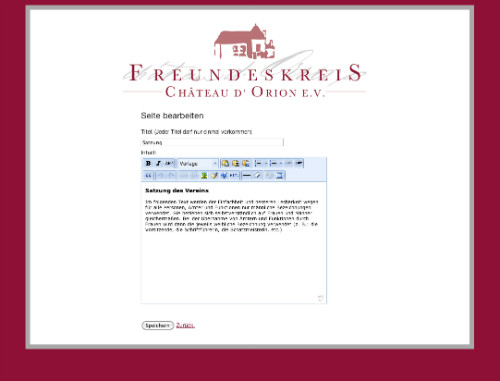 FREUNDESKREIS
CHÂTEAU D' ORION E.V.
Seite bearbeiten
Titel (Jeder Titel darf nur einmal vorkommen)
Satzung
Inhalt
B I ABC Vorlage
Satzung des Vereins
Im folgenden Text werden der Einfachheit und besseren Lesbarkeit wegen
für alle Personen, Ämter und Funktionen nur männliche Bezeichnungen
verwendet. Sie beziehen sich selbstverständlich auf Frauen und Männer
gleichermaßen. Bei der Übernahme von Ämtern und Funktionen durch
Frauen wird dann die jeweils weibliche Bezeichnung verwendet (z. B.: die
Vorsitzende, die Schriftführerin, die Schatzmeisterin, etc.)
Speichern Zurück